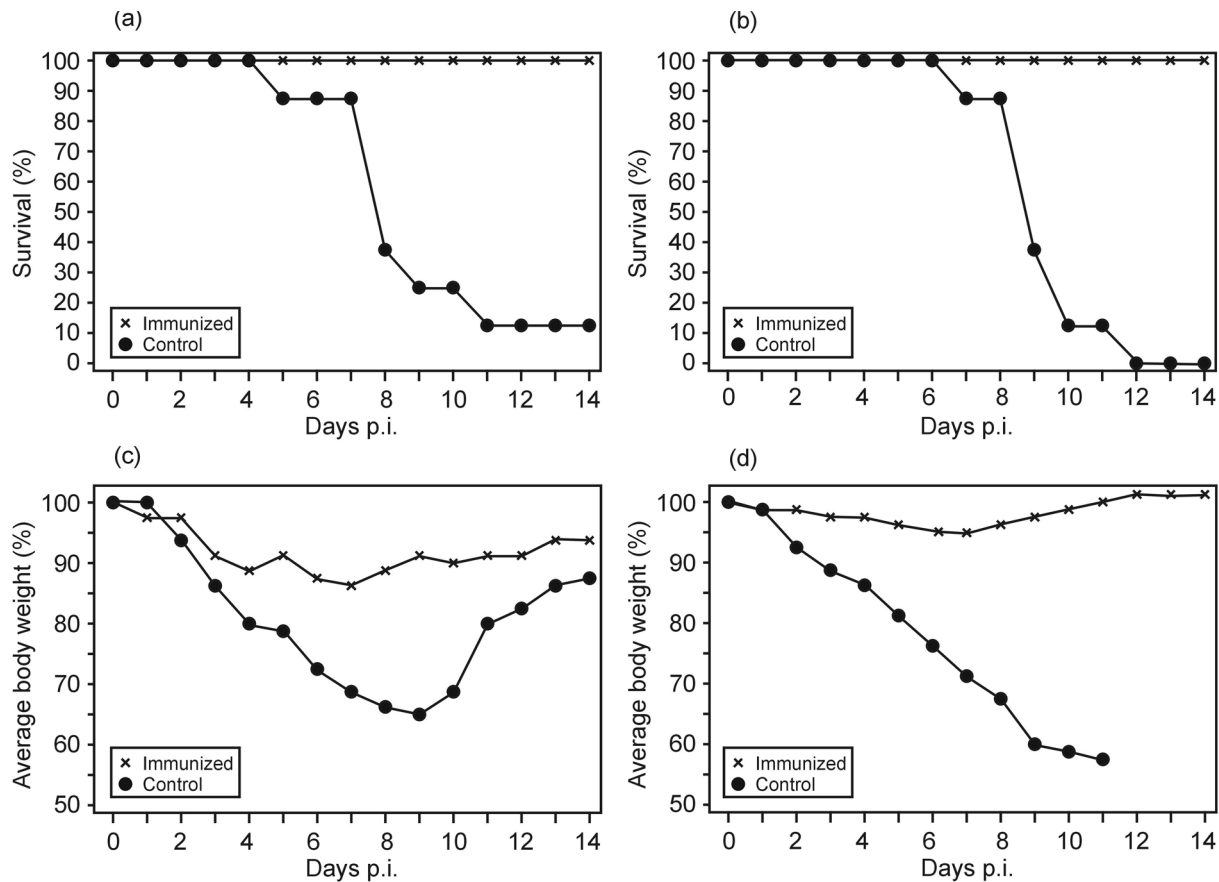 (a)
Survival (%)
100
90
80
70
60
50
40
30
20
10
0
Immunized
Control
0 2 4 6 8 10 12 14
Days p.i.
(b)
Survival (%)
100
90
80
70
60
50
40
30
20
10
0
Immunized
Control
0 2 4 6 8 10 12 14
Days p.i.
(c)
Average body weight (%)
100
90
80
70
60
50
Immunized
Control
0 2 4 6 8 10 12 14
Days p.i.
(d)
Average body weight (%)
100
90
80
70
60
50
Immunized
Control
0 2 4 6 8 10 12 14
Days p.i.